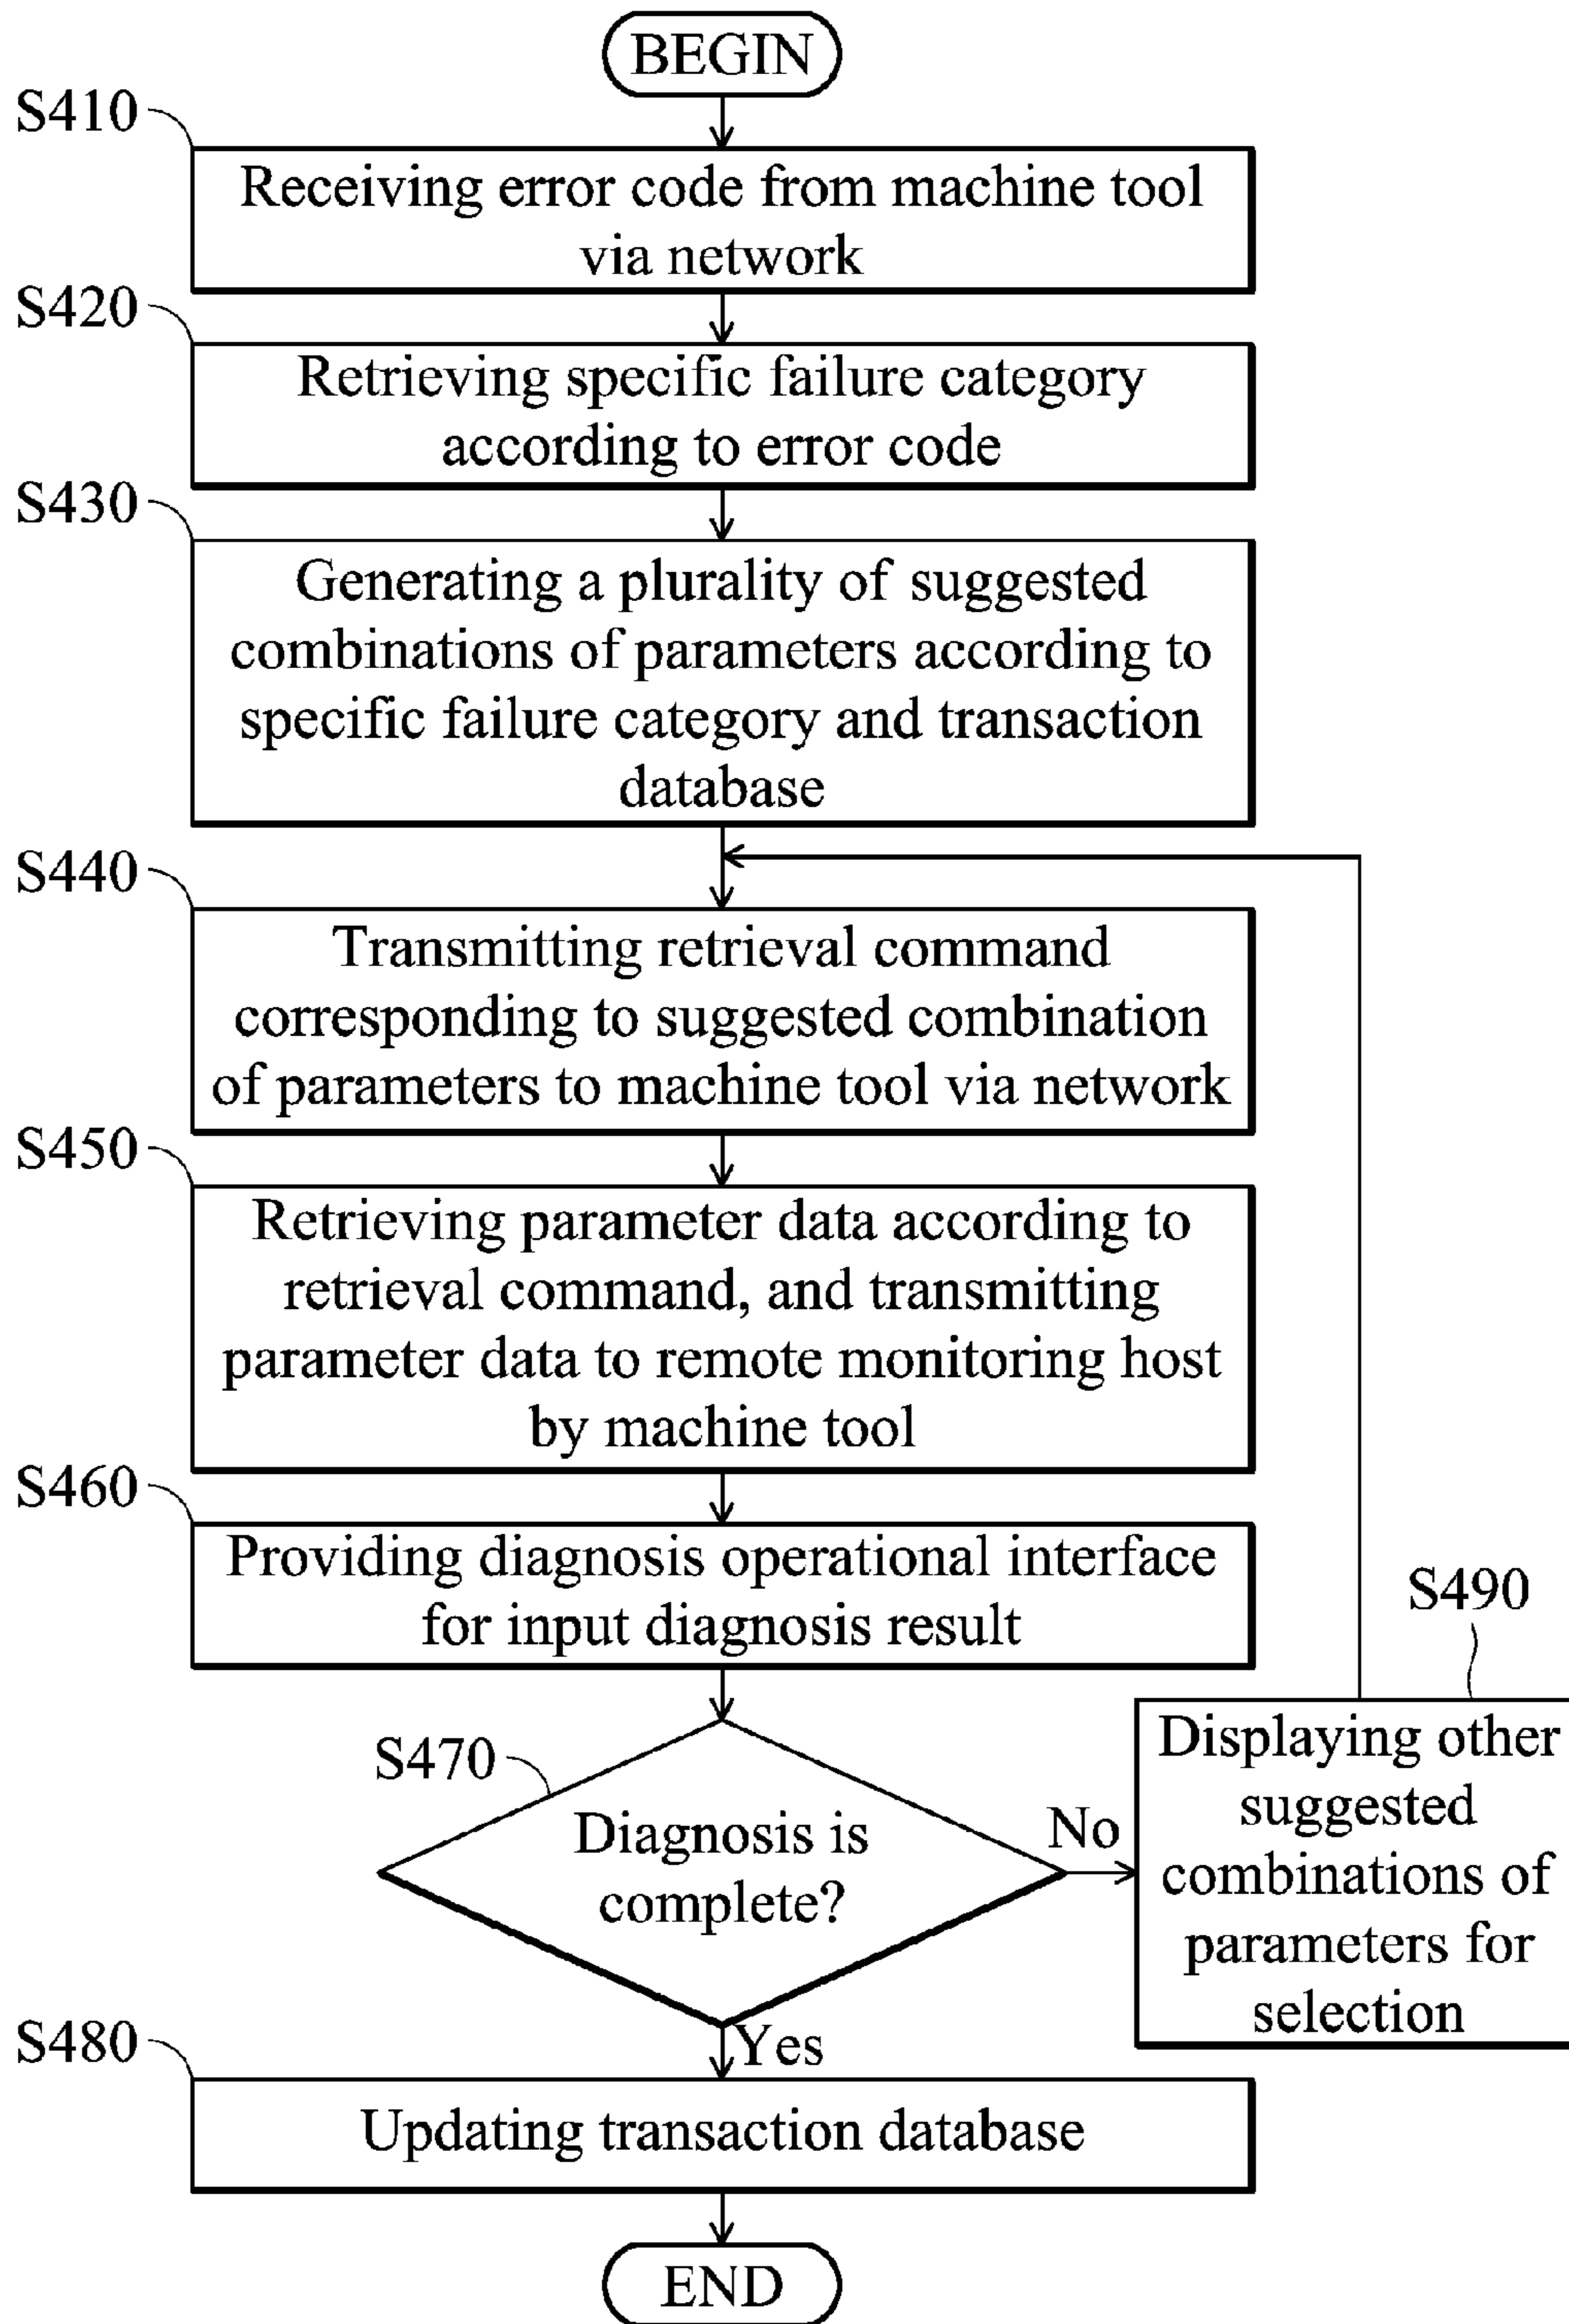 BEGIN
S410
Receiving error code from machine tool
via network
S420
Retrieving specific failure category
according to error code
S430
Generating a plurality of suggested
combinations of parameters according to
specific failure category and transaction
database
S440
Transmitting retrieval command
corresponding to suggested combination
of parameters to machine tool via network
S450
Retrieving parameter data according to
retrieval command, and transmitting
parameter data to remote monitoring host
by machine tool
S460
Providing diagnosis operational interface
for input diagnosis result
S470
Diagnosis is
complete?
No
S490
Displaying other
suggested
combinations of
parameters for
selection
Yes
S480
Updating transaction database
END